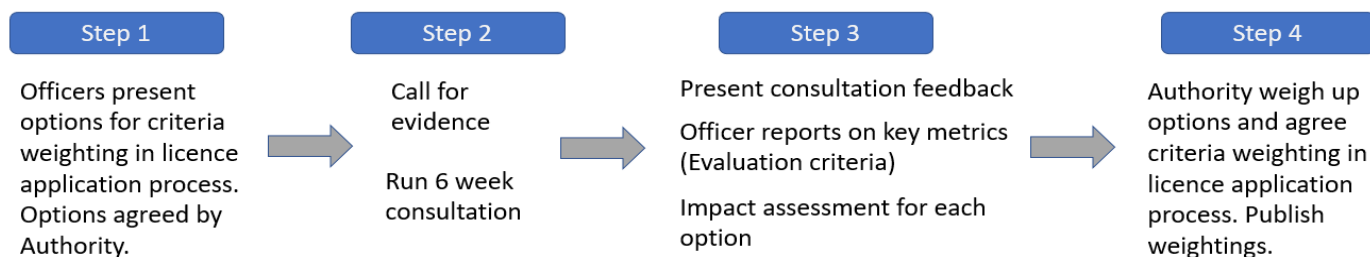 Step 1
Officers present
options for criteria
weighting in licence
application process.
Options agreed by
Authority.
Step 2
Call for
evidence
Run 6 week
consultation
Step 3
Present consultation feedback
Officer reports on key metrics
(Evaluation criteria)
Impact assessment for each
option
Step 4
Authority weigh up
options and agree
criteria weighting in
licence application
process. Publish
weightings.